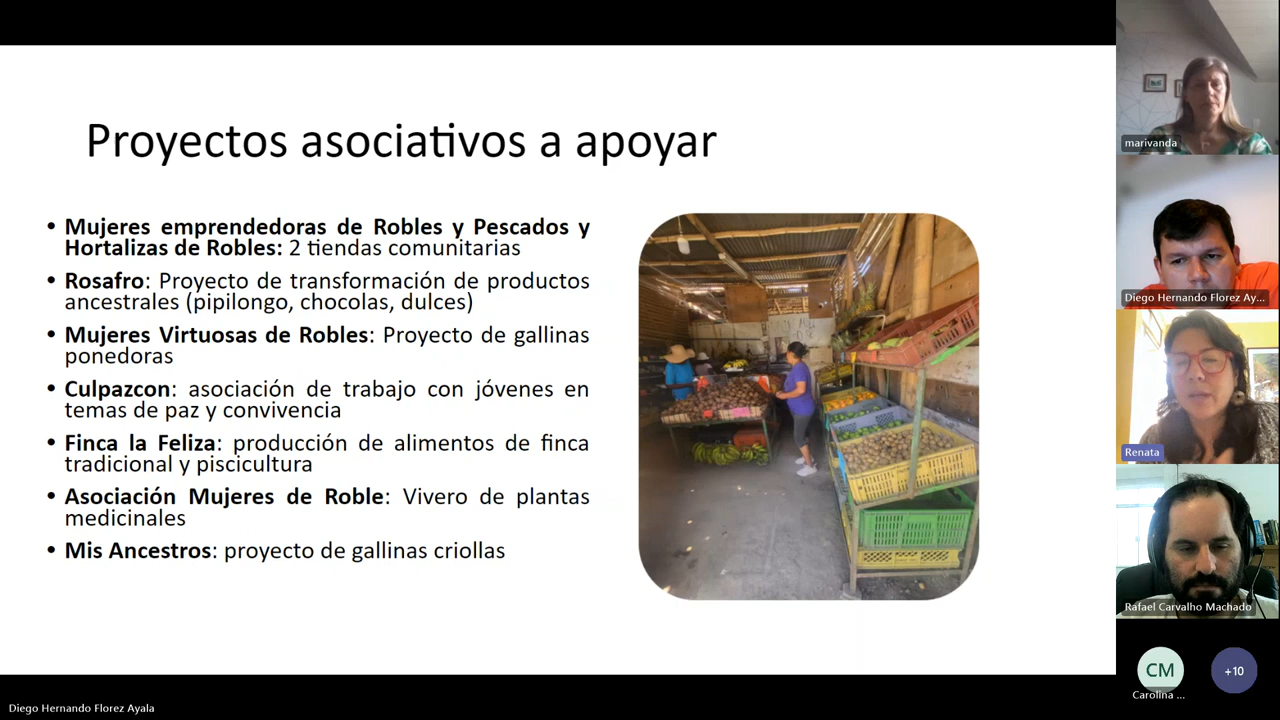 Proyectos asociativos a apoyar
• Mujeres emprendedoras de Robles y Pescados y
Hortalizas de Robles: 2 tiendas comunitarias
• Rosafro: Proyecto de transformación de productos
ancestrales (pipilongo, chocolas, dulces)
• Mujeres Virtuosas de Robles: Proyecto de gallinas
ponedoras
• Culpazcon: asociación de trabajo con jóvenes en
temas de paz y convivencia
• Finca la Feliza: producción de alimentos de finca
tradicional y piscicultura
• Asociación Mujeres de Roble: Vivero de plantas
medicinales
• Mis Ancestros: proyecto de gallinas criollas
marivanda
Diego Hernando Florez Ay...
Renata
Rafael Carvalho Machado
CM
Carolina ...
+10
Diego Hernando Florez Ayala